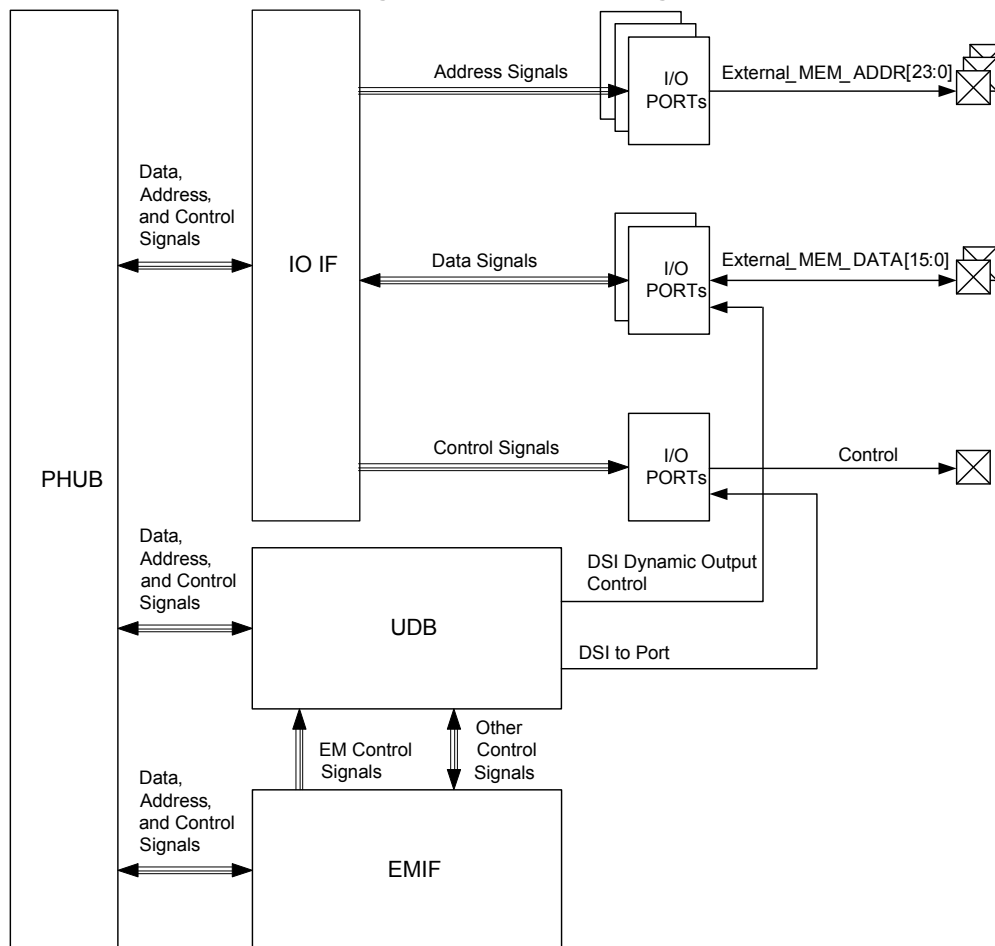 Address Signals
I/O
PORTs
External_MEM_ADDR[23:0]
Data,
Address,
and Control
Signals
IO IF
Data Signals
I/O
PORTs
External_MEM_DATA[15:0]
Control Signals
I/O
PORTs
Control
PHUB
Data,
Address,
and Control
Signals
UDB
DSI Dynamic Output
Control
DSI to Port
EM Control
Signals
Other
Control
Signals
Data,
Address,
and Control
Signals
EMIF